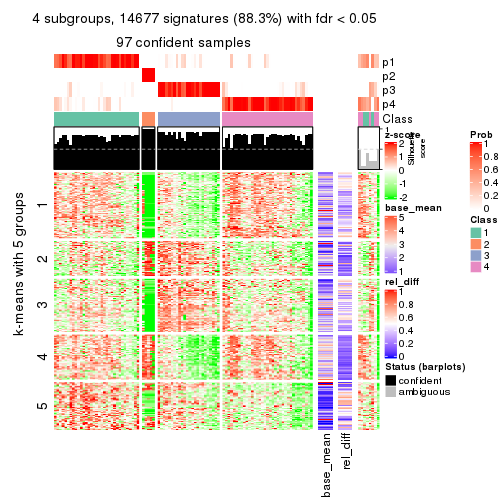 4 subgroups, 14677 signatures (88.3%) with fdr < 0.05
97 confident samples
p1
p2
p3
p4
Class
1
Silhouette
score
z-score
2
1
0
-1
-2
Prob
1
0.8
0.6
0.4
0.2
0
base_mean
5
4
3
2
1
Class
1
2
3
4
rel_diff
1
0.8
0.6
0.4
0.2
0
Status (barplots)
confident
ambiguous
k-means with 5 groups
1
2
3
4
5
base_mean
rel_diff